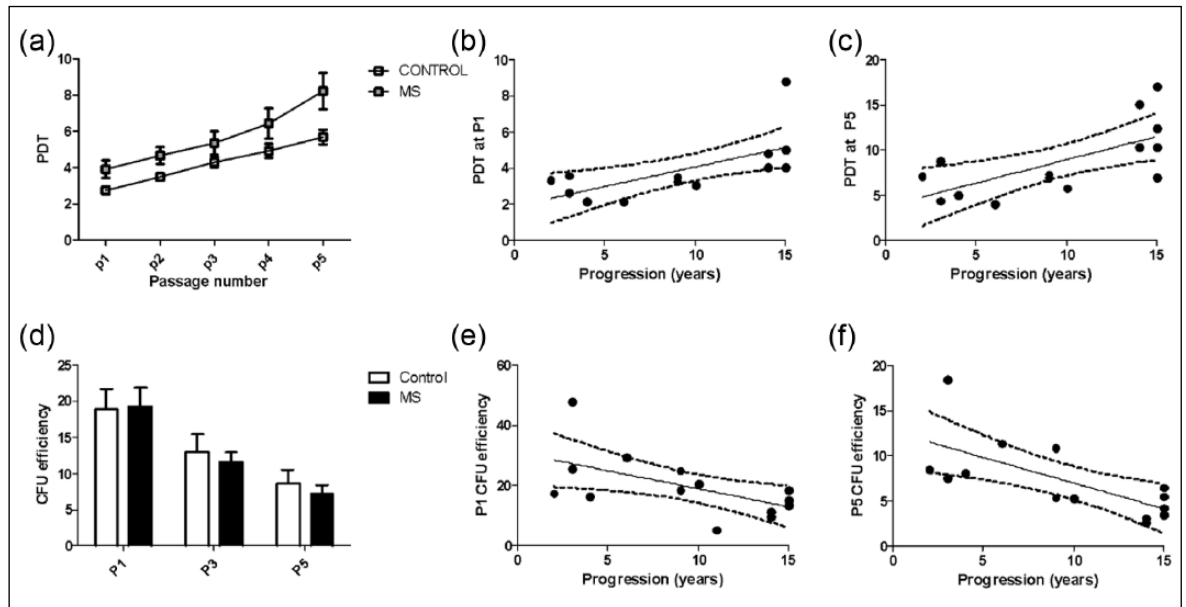 (a)
10
8
6
4
2
0
PDT
p1
p2
p3
p4
p5
Passage number
CONTROL
MS
(b)
10
8
6
4
2
0
PDT at P1
5
10
15
Progression (years)
(c)
20
15
10
5
0
PDT at P5
5
10
15
Progression (years)
(d)
25
20
15
10
5
0
CFU efficiency
P1
P3
P5
Control
MS
(e)
60
40
20
0
P1 CFU efficiency
0
5
10
15
Progression (years)
(f)
20
15
10
5
0
P5 CFU efficiency
0
5
10
15
Progression (years)